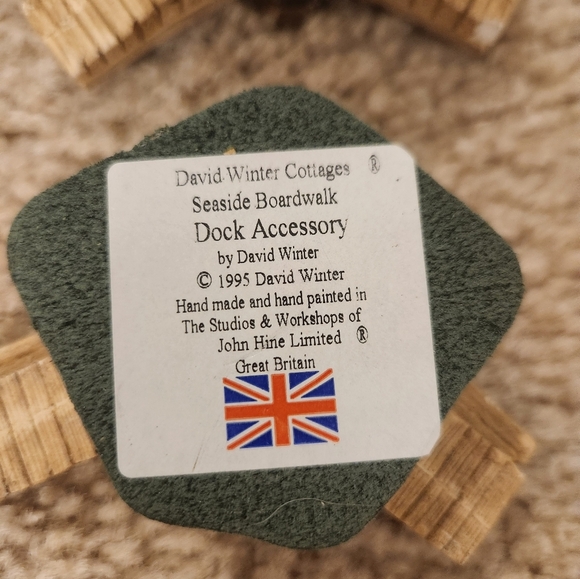 David Winter Cottages ®
Seaside Boardwalk
Dock Accessory
by David Winter
© 1995 David Winter
Hand made and hand painted in
The Studios & Workshops of
John Hine Limited ®
Great Britain